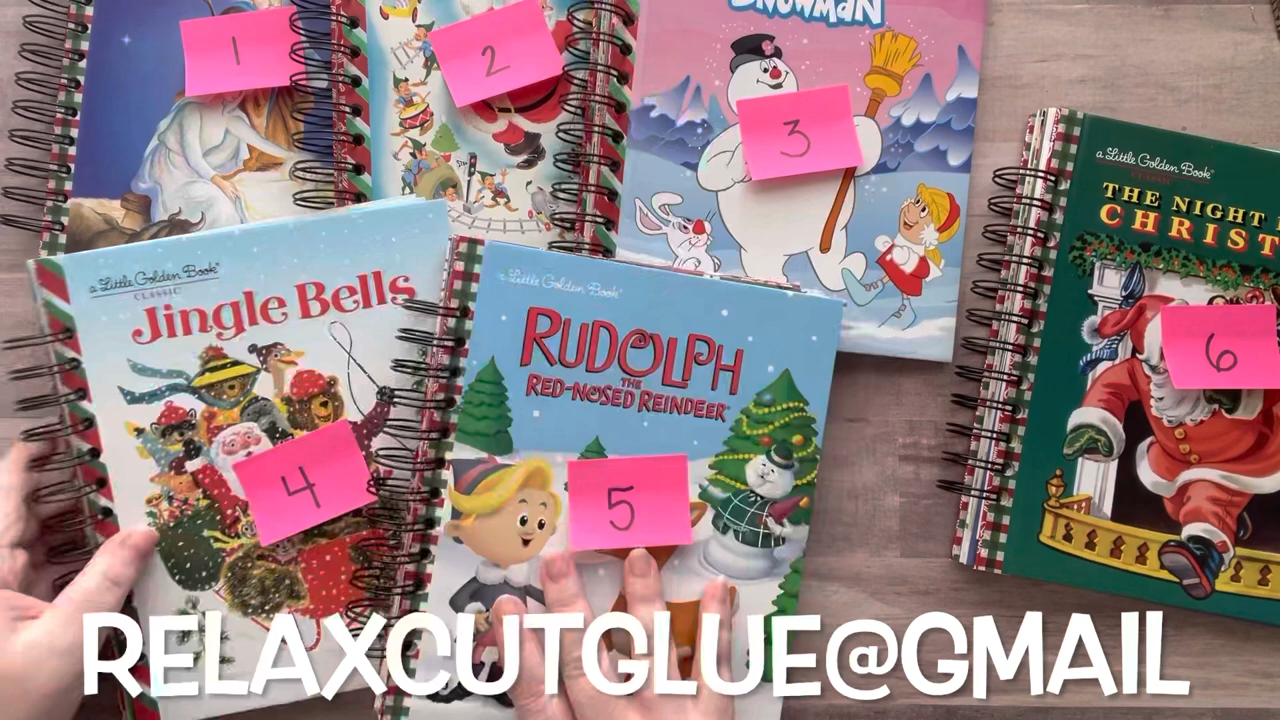 1
2
SNOWMAN
3
a Little Golden Book®
CLASSIC
THE NIGHT
CHRIST
6
a Little Golden Book®
CLASSIC
Jingle Bells
4
a Little Golden Book®
RUDOLPH
THE
RED-NOSED REINDEER
5
RELAXCUTGLUE@GMAIL